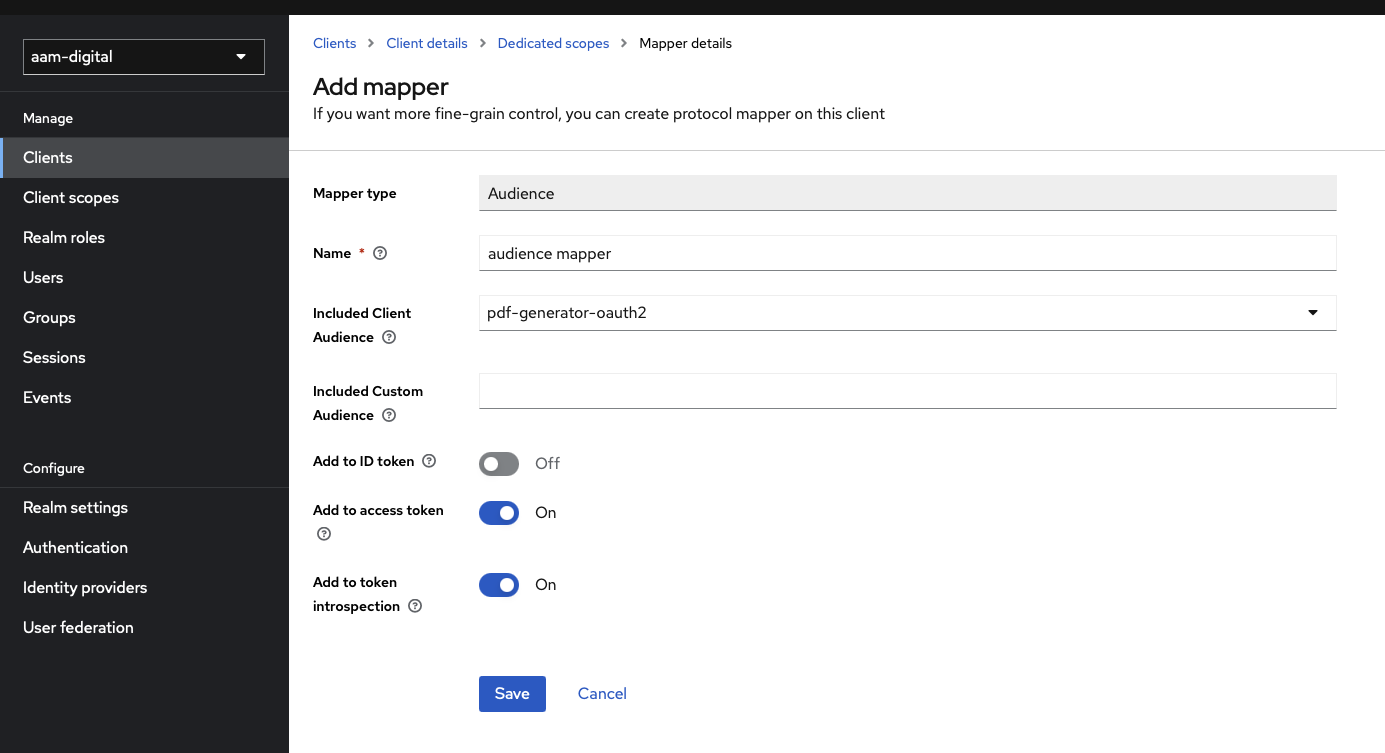 aam-digital
Manage
Clients
Client scopes
Realm roles
Users
Groups
Sessions
Events
Configure
Realm settings
Authentication
Identity providers
User federation
Clients > Client details > Dedicated scopes > Mapper details
Add mapper
If you want more fine-grain control, you can create protocol mapper on this client
Mapper type
Audience
Name * ?
audience mapper
Included Client
Audience ?
pdf-generator-oauth2
Included Custom
Audience ?
Add to ID token ?
Off
Add to access token
?
On
Add to token
introspection ?
On
Save Cancel